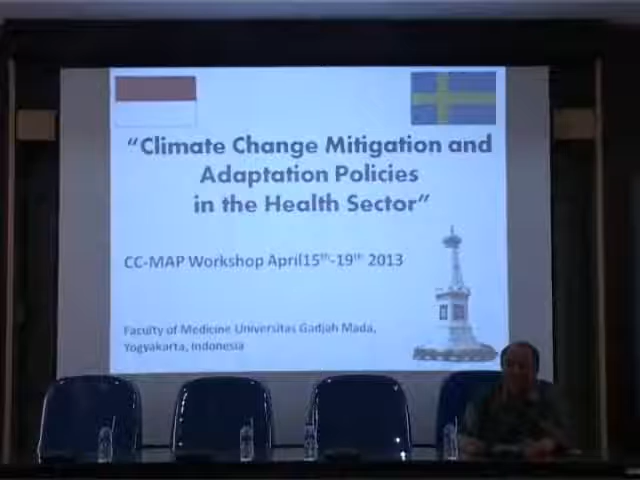 “Climate Change Mitigation and
Adaptation Policies
in the Health Sector”
CC-MAP Workshop April15th-19th 2013
Faculty of Medicine Universitas Gadjah Mada,
Yogyakarta, Indonesia